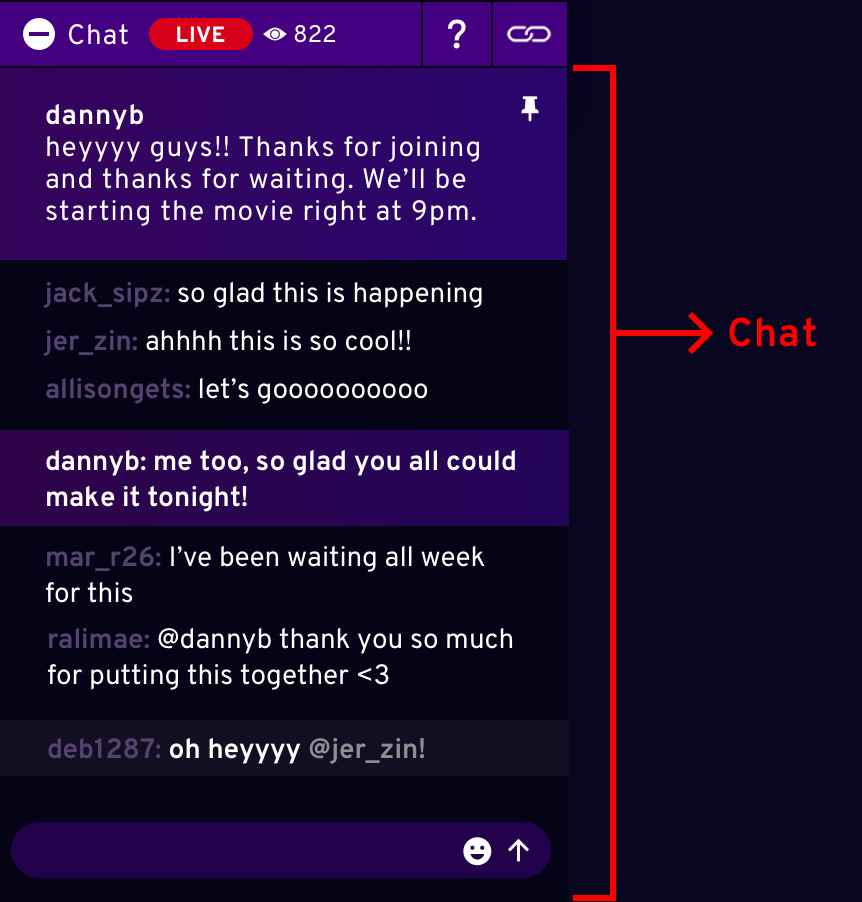 Chat LIVE 822 ?
dannyb
heyyyy guys!! Thanks for joining
and thanks for waiting. We’ll be
starting the movie right at 9pm.
jack_sipz: so glad this is happening
jer_zin: ahhhh this is so cool!!
Chat
allisongets: let’s goooooooooo
dannyb: me too, so glad you all could
make it tonight!
mar_r26: I’ve been waiting all week
for this
ralimae: @dannyb thank you so much
for putting this together <3
deb1287: oh heyyyy @jer_zin!